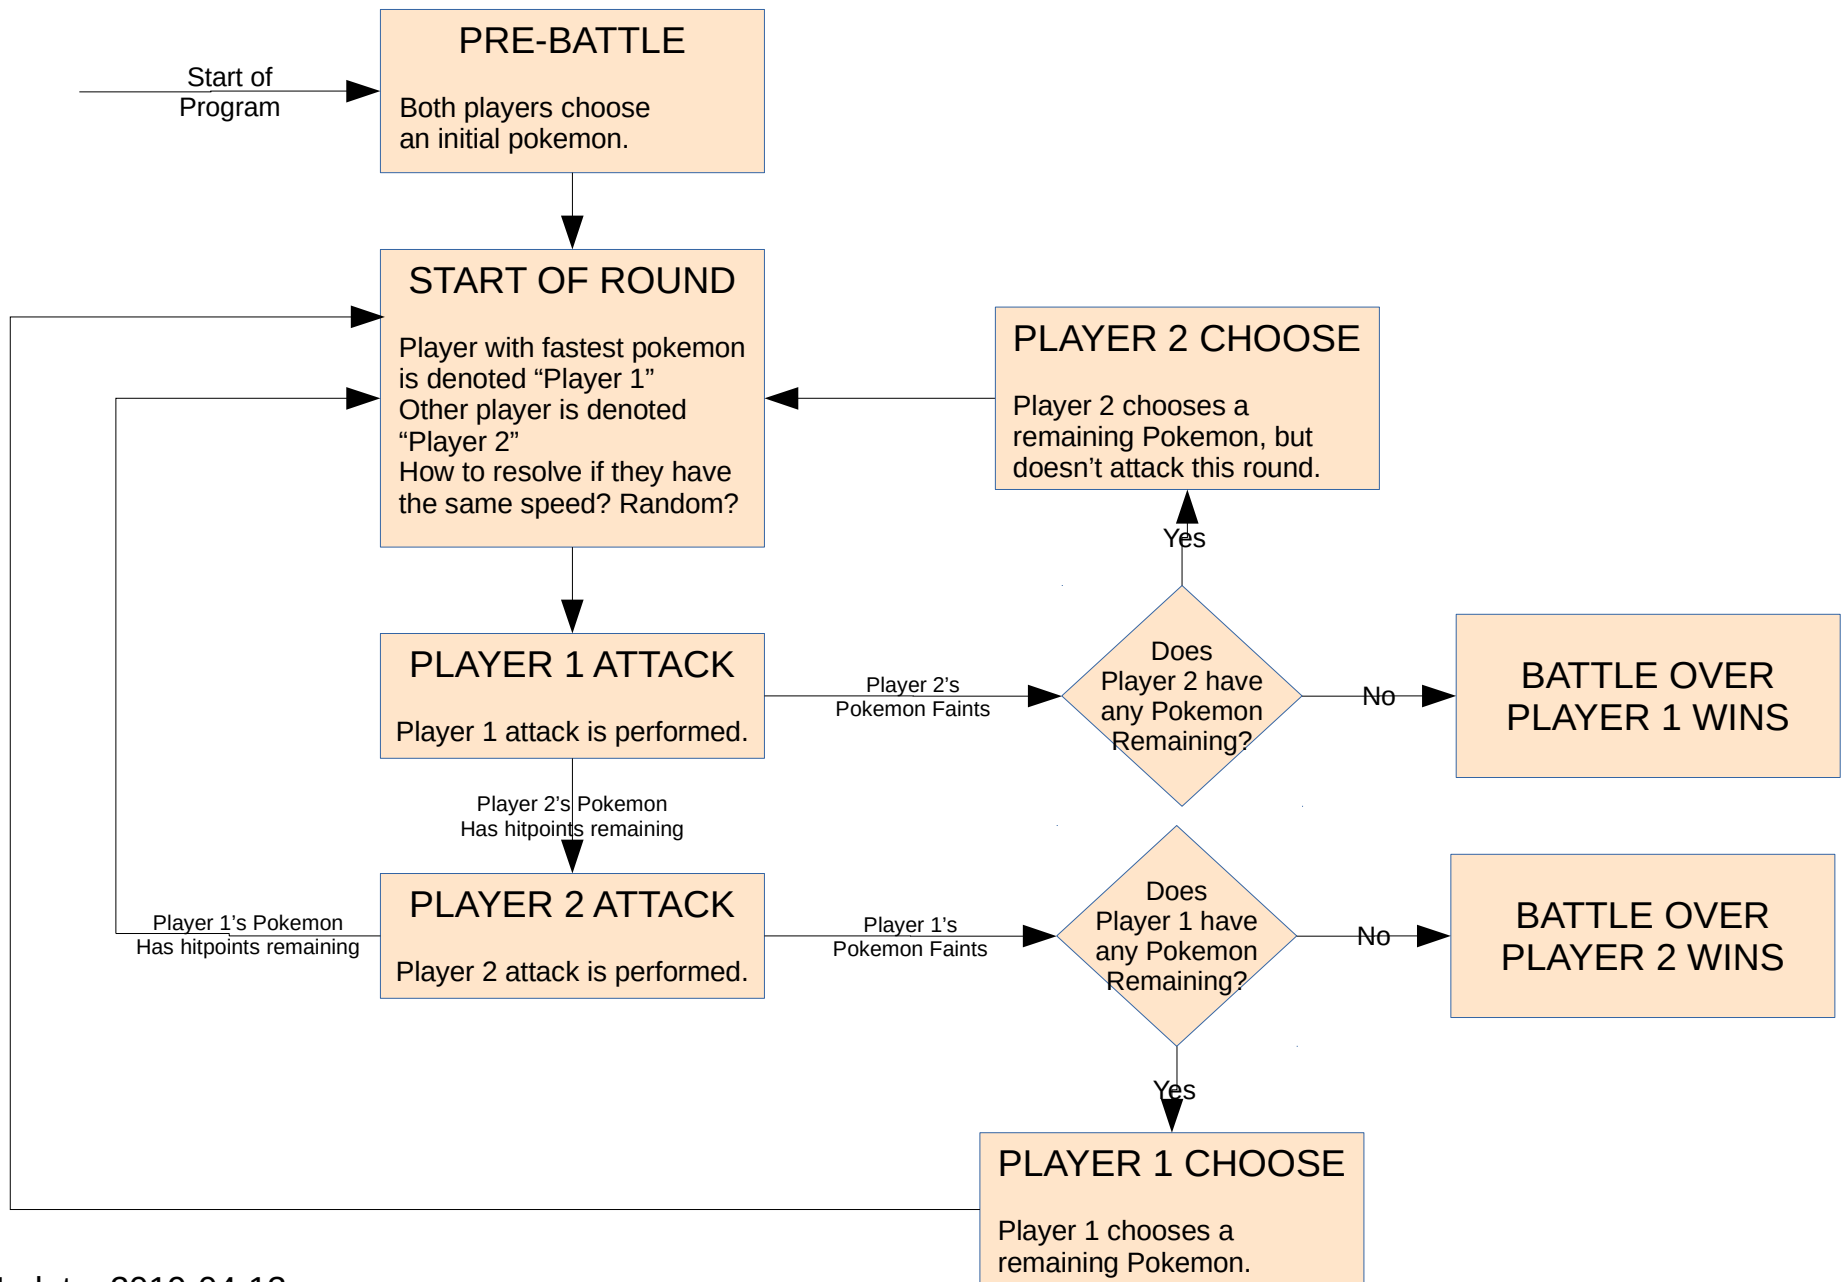 PRE-BATTLE
Both players choose
an initial pokemon.
Start of
Program
START OF ROUND
Player with fastest pokemon
is denoted “Player 1”
Other player is denoted
“Player 2”
How to resolve if they have
the same speed? Random?
PLAYER 2 CHOOSE
Player 2 chooses a
remaining Pokemon, but
doesn’t attack this round.
Yes
PLAYER 1 ATTACK
Player 1 attack is performed.
Player 2’s
Pokemon Faints
Does
Player 2 have
any Pokemon
Remaining?
No
BATTLE OVER
PLAYER 1 WINS
Player 2’s Pokemon
Has hitpoints remaining
PLAYER 2 ATTACK
Player 2 attack is performed.
Player 1’s Pokemon
Has hitpoints remaining
Player 1’s
Pokemon Faints
Does
Player 1 have
any Pokemon
Remaining?
No
BATTLE OVER
PLAYER 2 WINS
Yes
PLAYER 1 CHOOSE
Player 1 chooses a
remaining Pokemon.